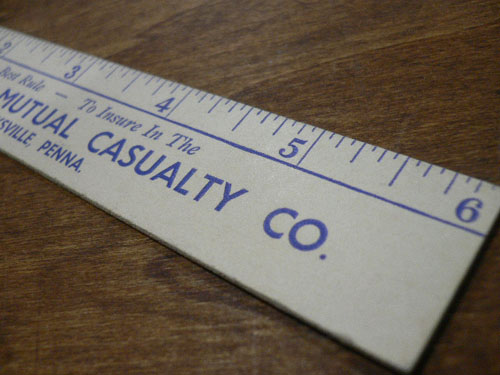 2 3 4 5 6
Best Rule — To Insure In The
MUTUAL CASUALTY CO.
SVILLE, PENNA.